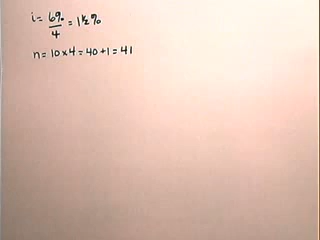 i = 6%/4 = 1½%
n = 10 x 4 = 40 + 1 = 41